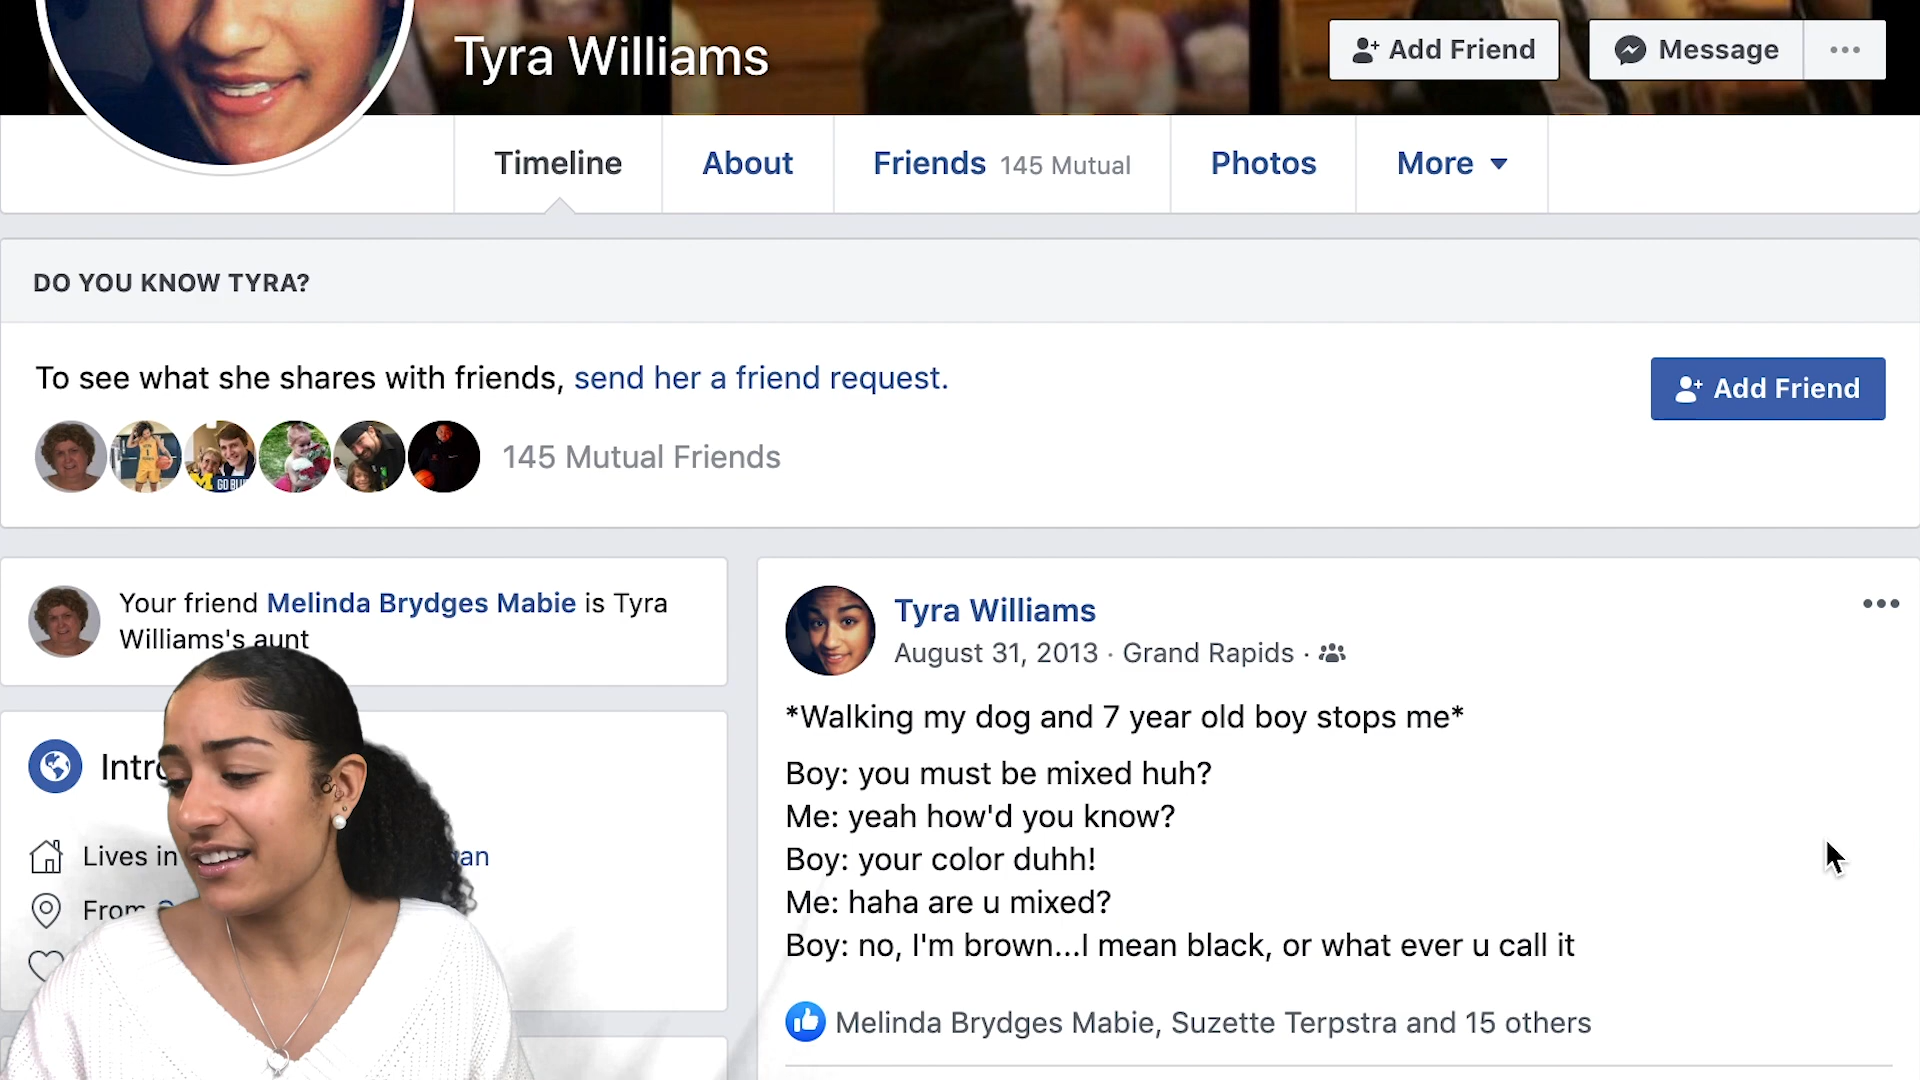 Tyra Williams
Add Friend
Message
Timeline
About
Friends 145 Mutual
Photos
More
DO YOU KNOW TYRA?
To see what she shares with friends, send her a friend request.
Add Friend
GO BLU
145 Mutual Friends
Your friend Melinda Brydges Mabie is Tyra
Williams's aunt
Tyra Williams
August 31, 2013 · Grand Rapids ·
*Walking my dog and 7 year old boy stops me*
Intro
Boy: you must be mixed huh?
Me: yeah how'd you know?
Lives in
Boy: your color duhh!
Me: haha are u mixed?
From
Boy: no, I'm brown...I mean black, or what ever u call it
Melinda Brydges Mabie, Suzette Terpstra and 15 others